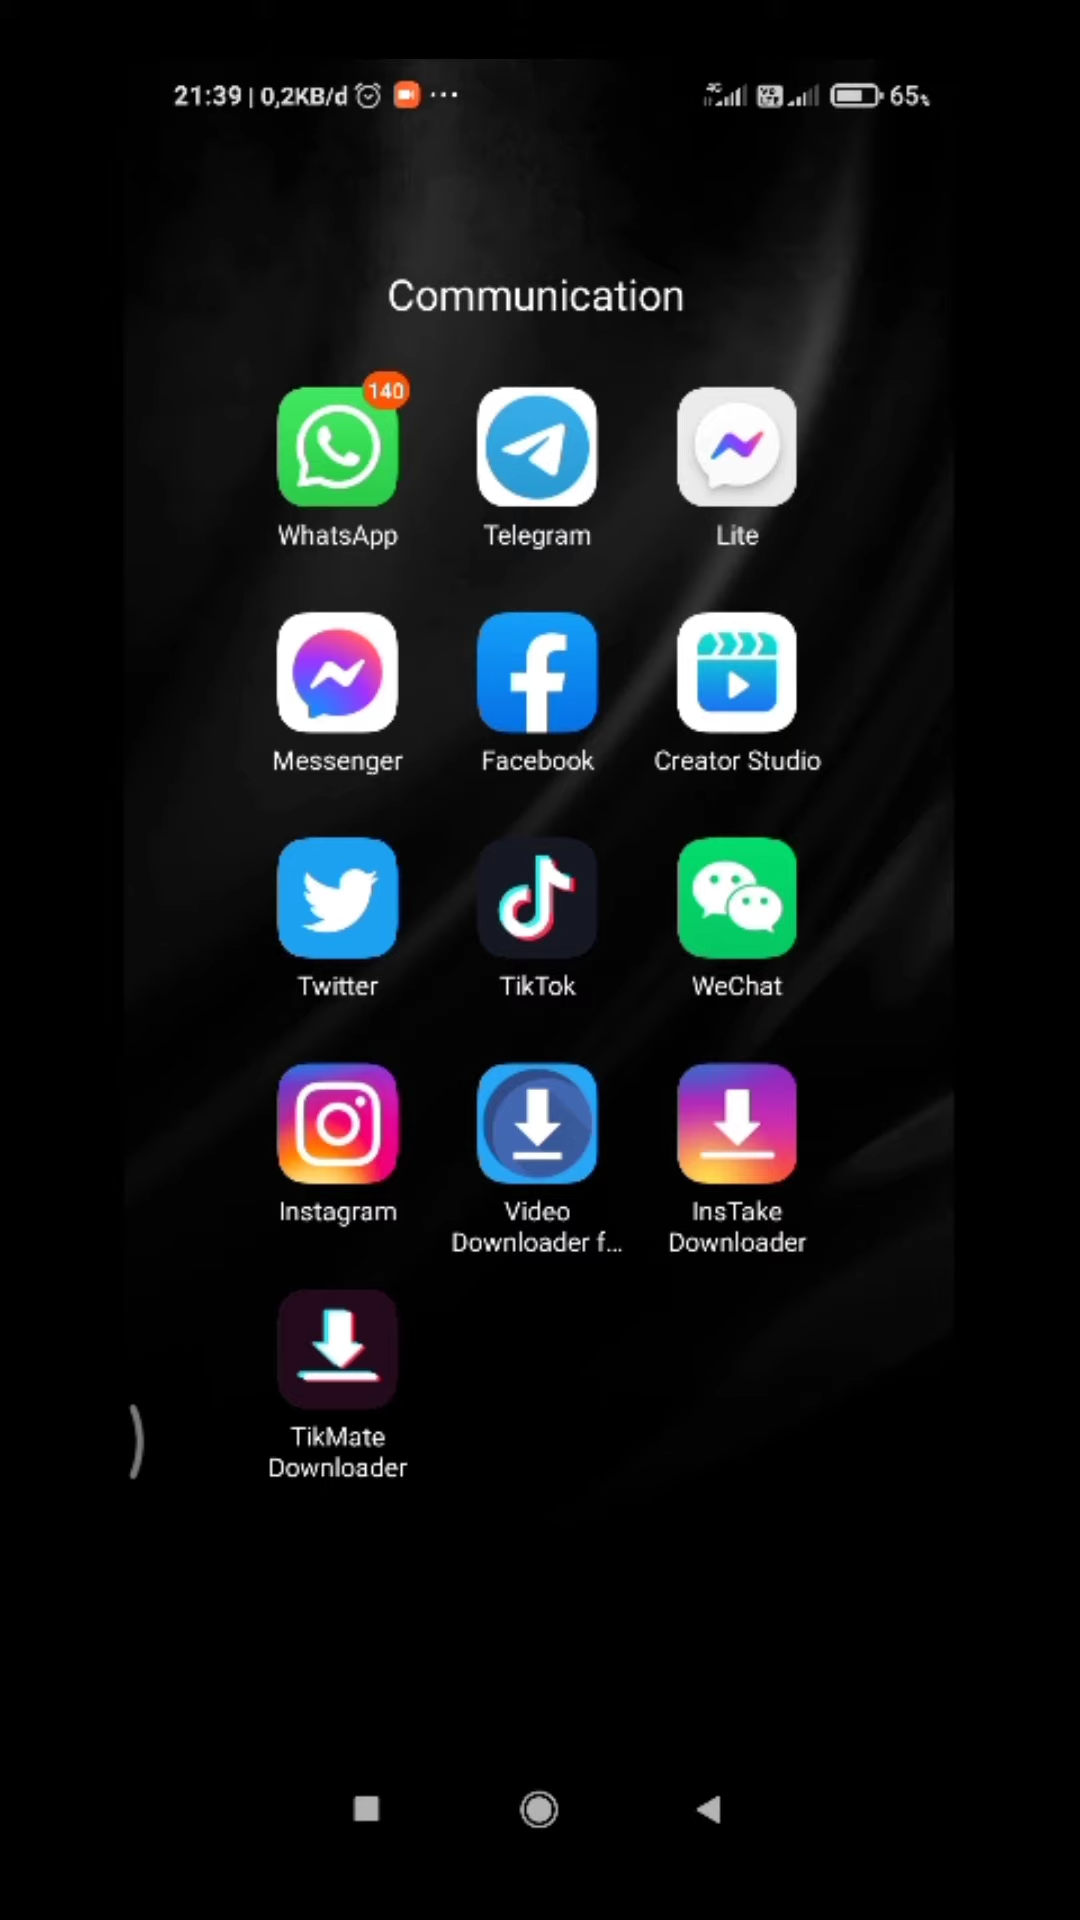 21:39 | 0,2KB/d ... 4G 65%
Communication
140
WhatsApp
Telegram
Lite
Messenger
Facebook
Creator Studio
Twitter
TikTok
WeChat
Instagram
Video
Downloader f...
InsTake
Downloader
TikMate
Downloader